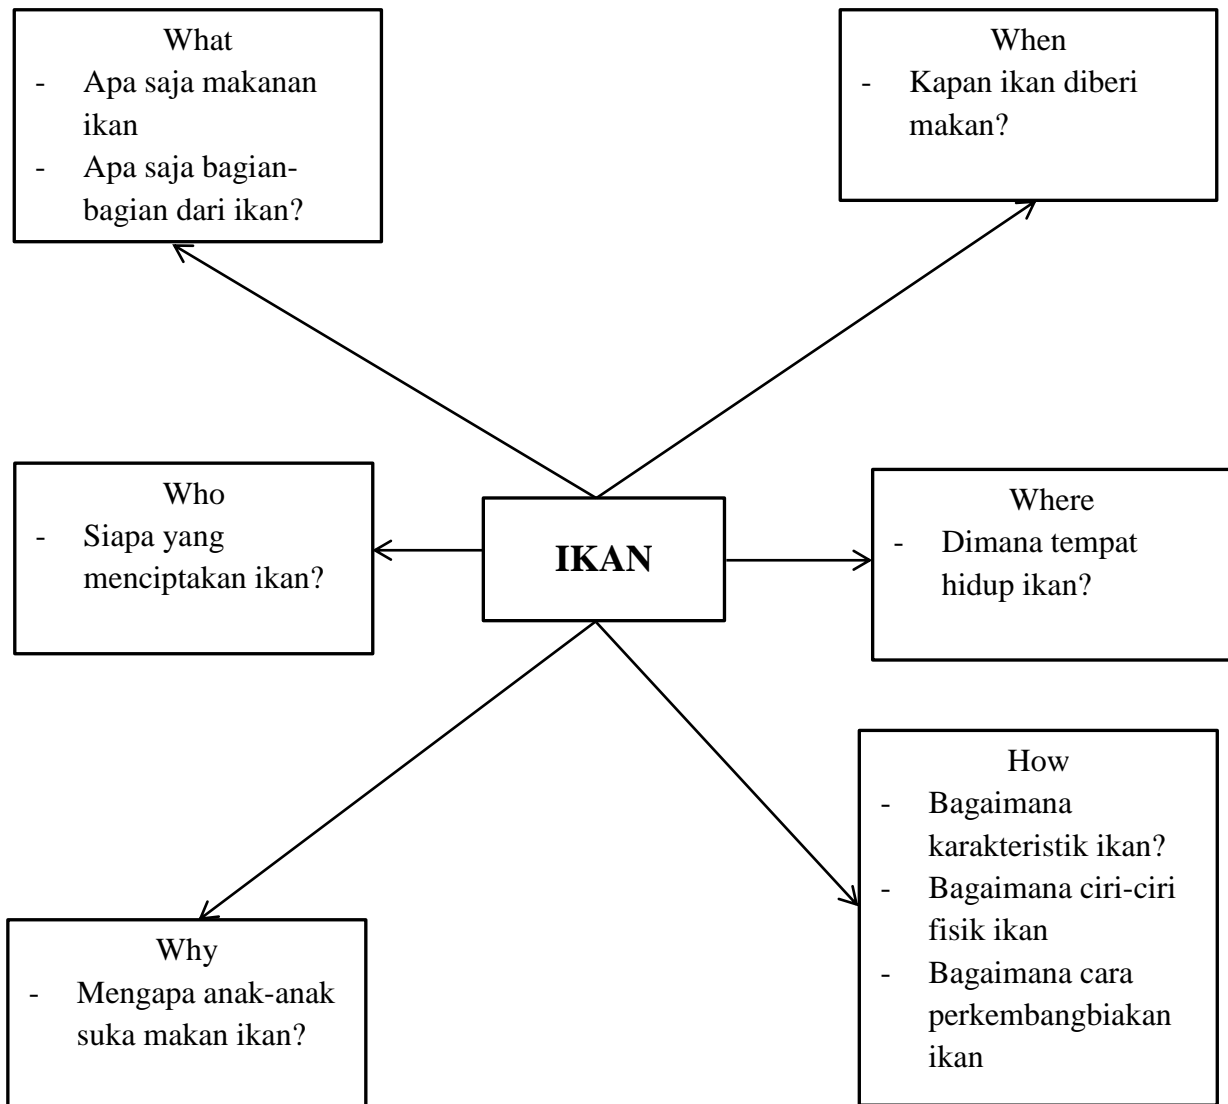 What
- Apa saja makanan
ikan
- Apa saja bagian-
bagian dari ikan?
When
- Kapan ikan diberi
makan?
Who
- Siapa yang
menciptakan ikan?
IKAN
Where
- Dimana tempat
hidup ikan?
Why
- Mengapa anak-anak
suka makan ikan?
How
- Bagaimana
karakteristik ikan?
- Bagaimana ciri-ciri
fisik ikan
- Bagaimana cara
perkembangbiakan
ikan